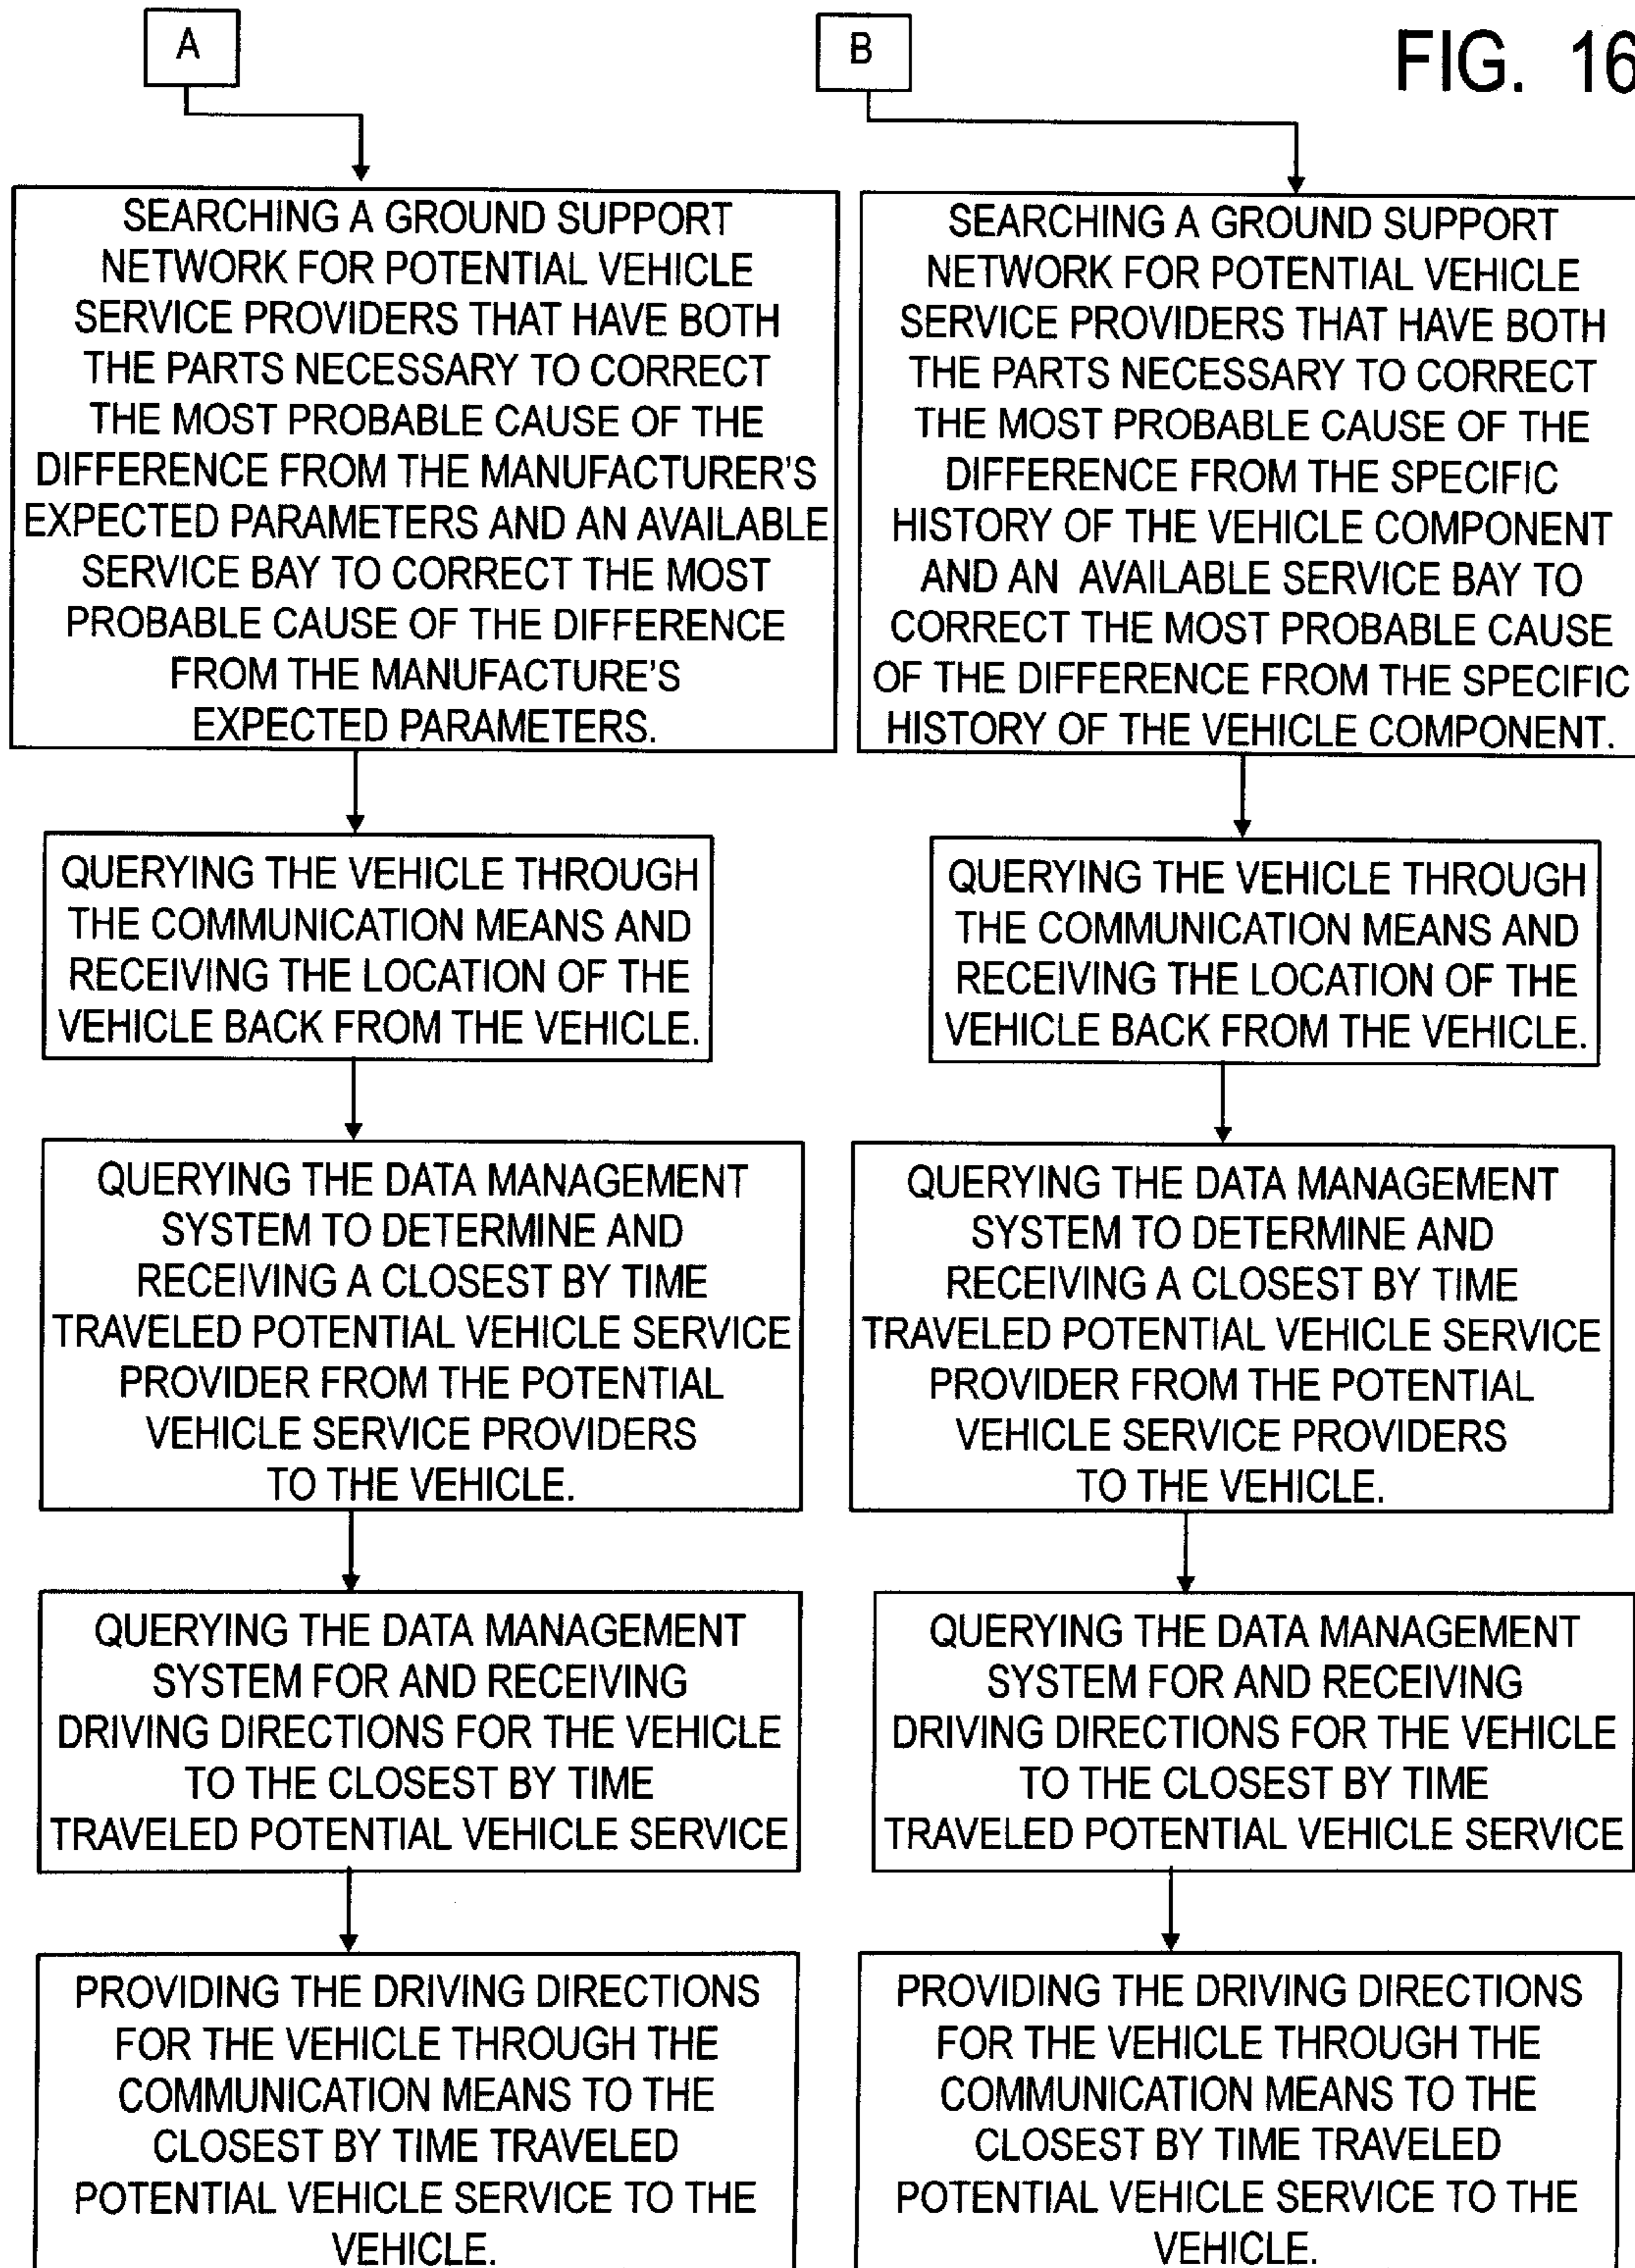 A
B
FIG. 16
SEARCHING A GROUND SUPPORT
NETWORK FOR POTENTIAL VEHICLE
SERVICE PROVIDERS THAT HAVE BOTH
THE PARTS NECESSARY TO CORRECT
THE MOST PROBABLE CAUSE OF THE
DIFFERENCE FROM THE MANUFACTURER'S
EXPECTED PARAMETERS AND AN AVAILABLE
SERVICE BAY TO CORRECT THE MOST
PROBABLE CAUSE OF THE DIFFERENCE
FROM THE MANUFACTURE'S
EXPECTED PARAMETERS.
QUERYING THE VEHICLE THROUGH
THE COMMUNICATION MEANS AND
RECEIVING THE LOCATION OF THE
VEHICLE BACK FROM THE VEHICLE.
QUERYING THE DATA MANAGEMENT
SYSTEM TO DETERMINE AND
RECEIVING A CLOSEST BY TIME
TRAVELED POTENTIAL VEHICLE SERVICE
PROVIDER FROM THE POTENTIAL
VEHICLE SERVICE PROVIDERS
TO THE VEHICLE.
QUERYING THE DATA MANAGEMENT
SYSTEM FOR AND RECEIVING
DRIVING DIRECTIONS FOR THE VEHICLE
TO THE CLOSEST BY TIME
TRAVELED POTENTIAL VEHICLE SERVICE
PROVIDING THE DRIVING DIRECTIONS
FOR THE VEHICLE THROUGH THE
COMMUNICATION MEANS TO THE
CLOSEST BY TIME TRAVELED
POTENTIAL VEHICLE SERVICE TO THE
VEHICLE.
SEARCHING A GROUND SUPPORT
NETWORK FOR POTENTIAL VEHICLE
SERVICE PROVIDERS THAT HAVE BOTH
THE PARTS NECESSARY TO CORRECT
THE MOST PROBABLE CAUSE OF THE
DIFFERENCE FROM THE SPECIFIC
HISTORY OF THE VEHICLE COMPONENT
AND AN AVAILABLE SERVICE BAY TO
CORRECT THE MOST PROBABLE CAUSE
OF THE DIFFERENCE FROM THE SPECIFIC
HISTORY OF THE VEHICLE COMPONENT.
QUERYING THE VEHICLE THROUGH
THE COMMUNICATION MEANS AND
RECEIVING THE LOCATION OF THE
VEHICLE BACK FROM THE VEHICLE.
QUERYING THE DATA MANAGEMENT
SYSTEM TO DETERMINE AND
RECEIVING A CLOSEST BY TIME
TRAVELED POTENTIAL VEHICLE SERVICE
PROVIDER FROM THE POTENTIAL
VEHICLE SERVICE PROVIDERS
TO THE VEHICLE.
QUERYING THE DATA MANAGEMENT
SYSTEM FOR AND RECEIVING
DRIVING DIRECTIONS FOR THE VEHICLE
TO THE CLOSEST BY TIME
TRAVELED POTENTIAL VEHICLE SERVICE
PROVIDING THE DRIVING DIRECTIONS
FOR THE VEHICLE THROUGH THE
COMMUNICATION MEANS TO THE
CLOSEST BY TIME TRAVELED
POTENTIAL VEHICLE SERVICE TO THE
VEHICLE.